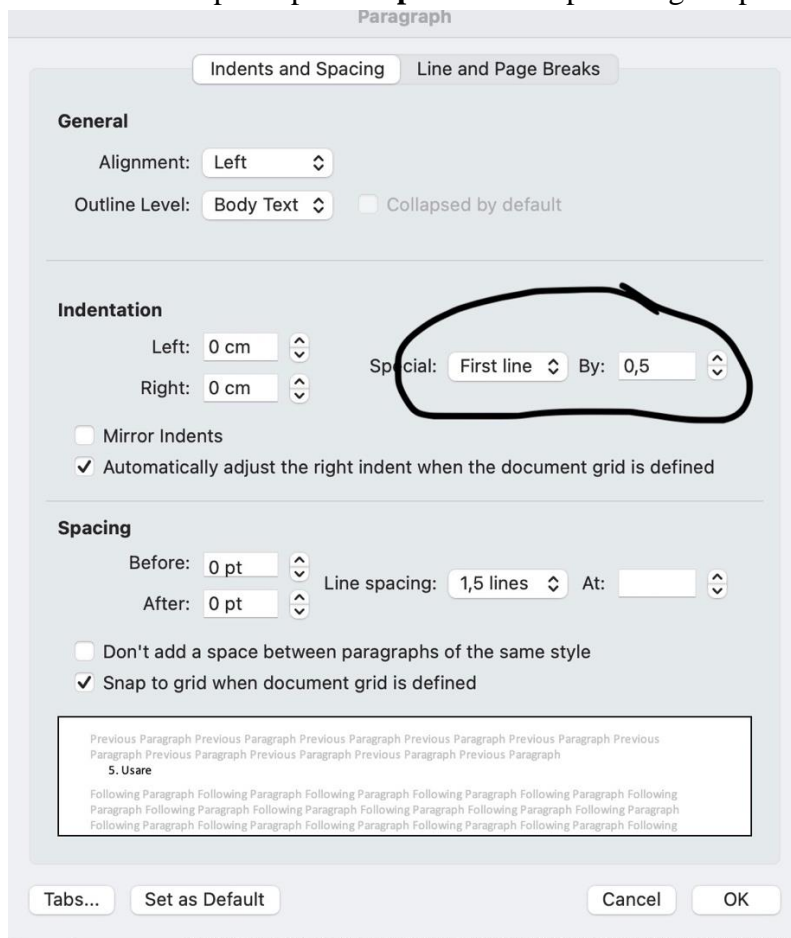 Paragraph
Indents and Spacing Line and Page Breaks
General
Alignment: Left
Outline Level: Body Text Collapsed by default
Indentation
Left: 0 cm
Special: First line By: 0,5
Right: 0 cm
Mirror Indents
Automatically adjust the right indent when the document grid is defined
Spacing
Before: 0 pt
Line spacing: 1,5 lines At:
After: 0 pt
Don't add a space between paragraphs of the same style
Snap to grid when document grid is defined
Previous Paragraph Previous Paragraph Previous Paragraph Previous Paragraph Previous Paragraph Previous
Paragraph Previous Paragraph Previous Paragraph Previous Paragraph Previous Paragraph
5. Usare
Following Paragraph Following Paragraph Following Paragraph Following Paragraph Following Paragraph Following
Paragraph Following Paragraph Following Paragraph Following Paragraph Following Paragraph Following Paragraph
Following Paragraph Following Paragraph Following Paragraph Following Paragraph Following Paragraph Following
Tabs... Set as Default Cancel OK